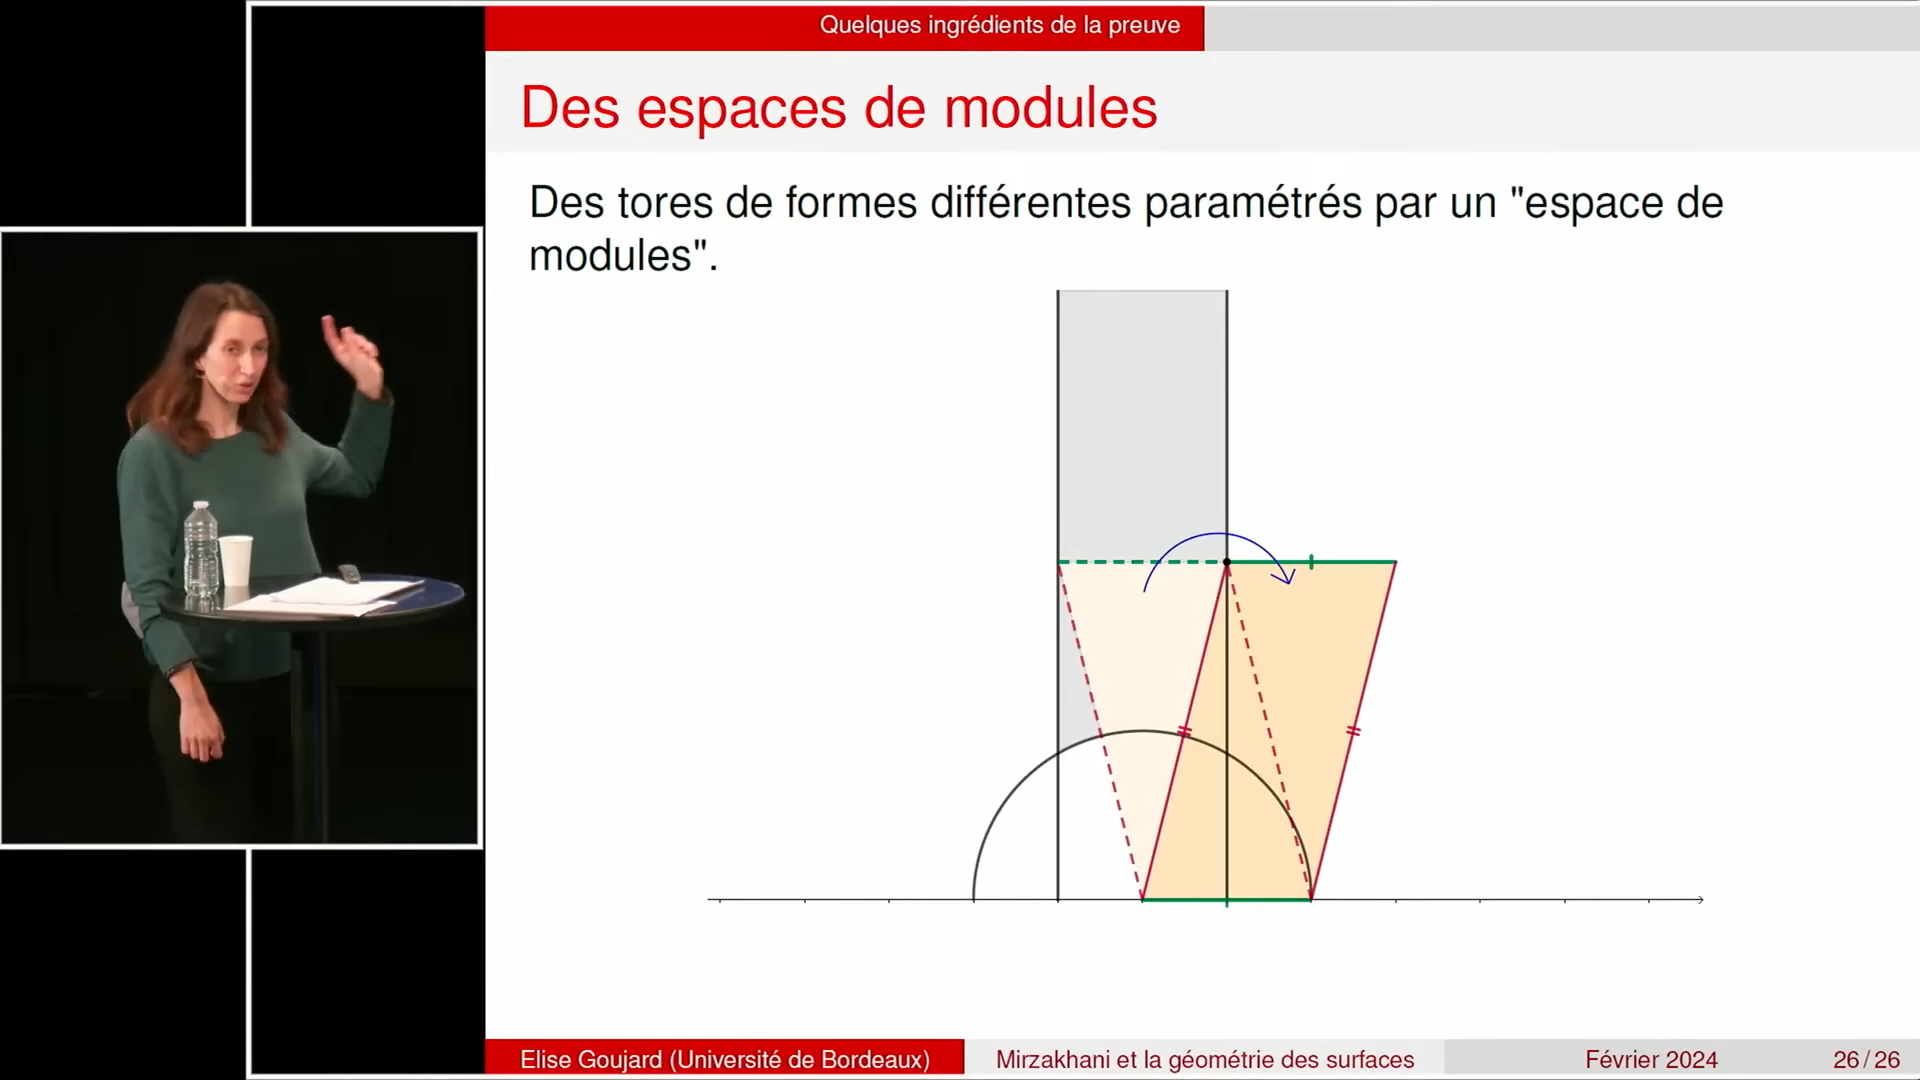 Quelques ingrédients de la preuve
Des espaces de modules
Des tores de formes différentes paramétrés par un "espace de
modules".
Elise Goujard (Université de Bordeaux)
Mirzakhani et la géométrie des surfaces
Février 2024
26 / 26